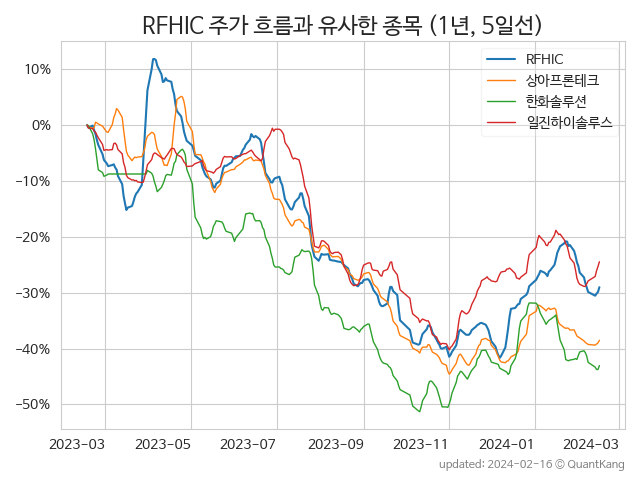 RFHIC 주가 흐름과 유사한 종목 (1년, 5일선)
RFHIC
상아프론테크
한화솔루션
일진하이솔루스
10%
0%
−10%
−20%
−30%
−40%
−50%
2023-03 2023-05 2023-07 2023-09 2023-11 2024-01 2024-03
updated: 2024-02-16 © QuantKang